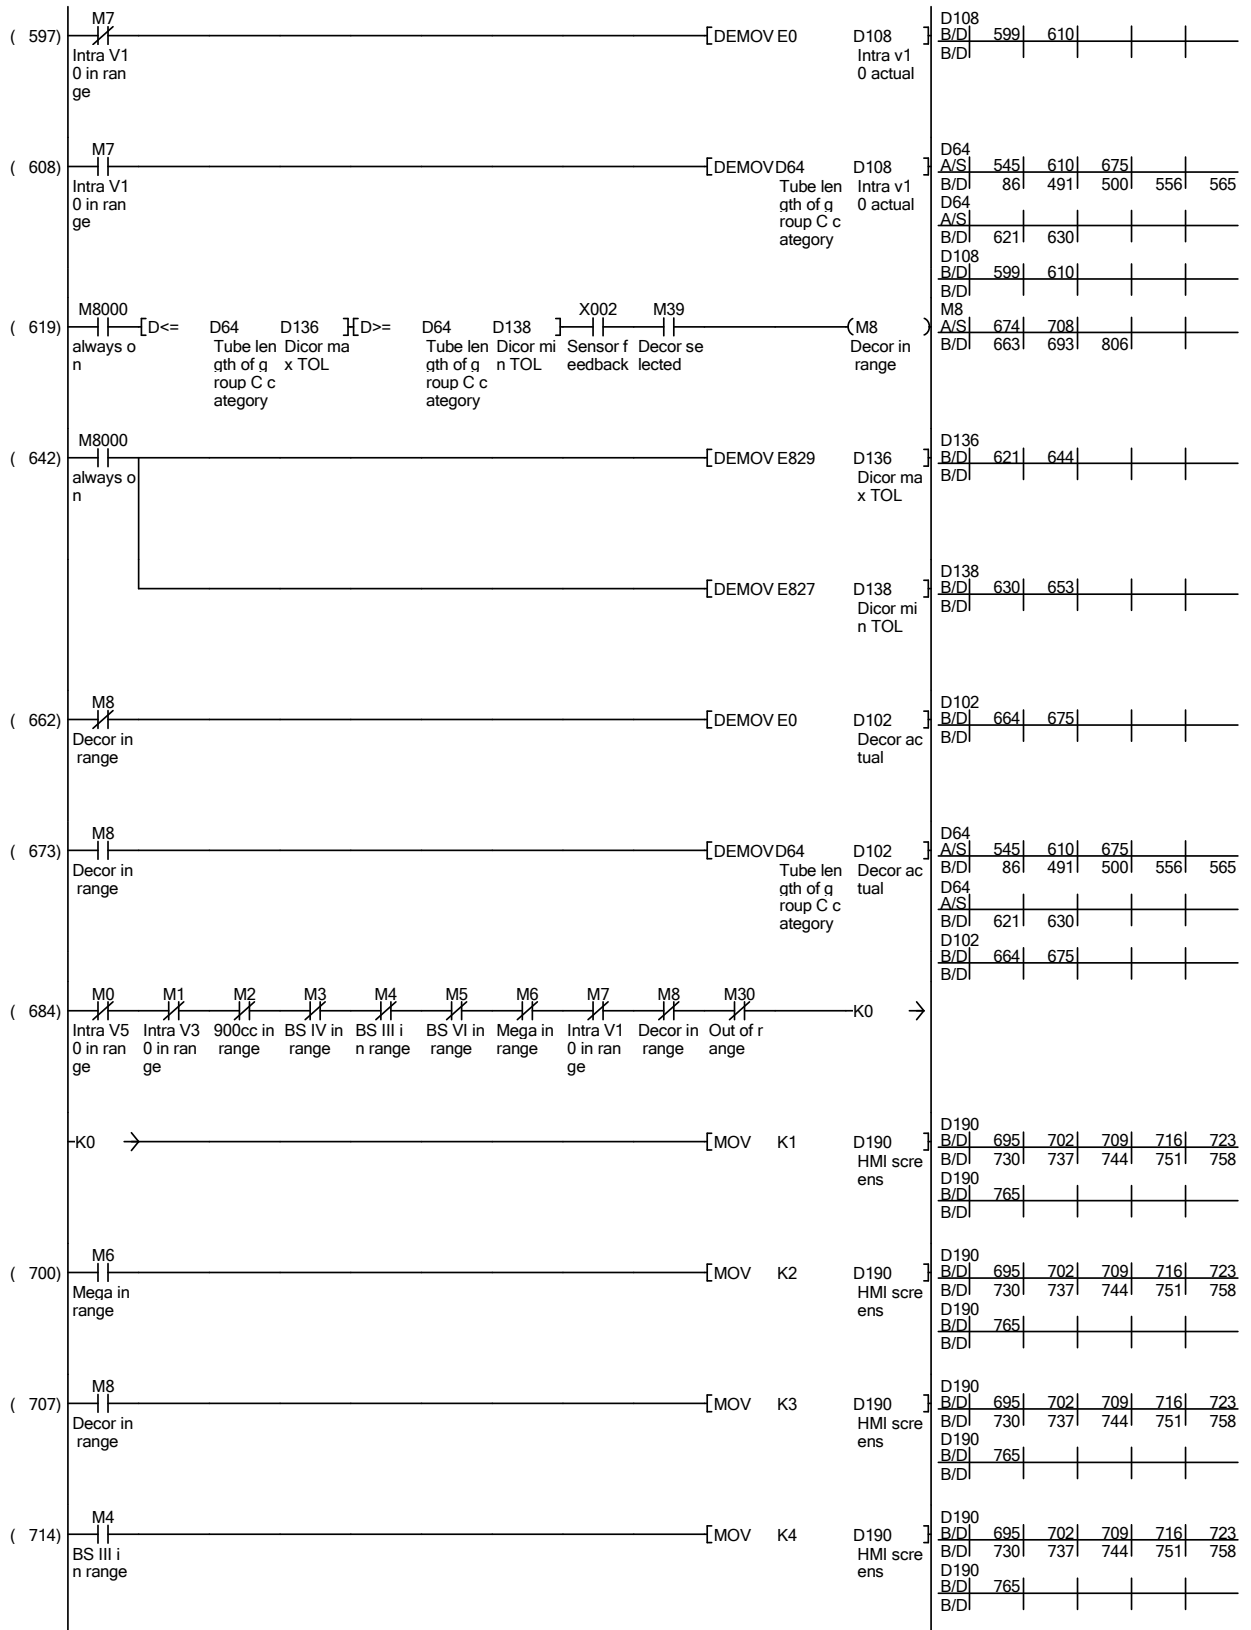 M7
( 597) [DEMOV E0 D108 ]
Intra V1
0 in ran
ge
Intra v1
0 actual
D108
B/D 599 610
B/D
M7
( 608) [DEMOV D64 D108 ]
Intra V1
0 in ran
ge
Tube len
gth of g
roup C c
ategory
Intra v1
0 actual
D64
A/S 545 610 675
B/D 86 491 500 556 565
D64
A/S
B/D 621 630
D108
B/D 599 610
B/D
M8000 X002 M39
( 619) [D<= D64 D136 ] [D>= D64 D138 ] (M8 )
always o
n
Tube len
gth of g
roup C c
ategory
Dicor ma
x TOL
Tube len
gth of g
roup C c
ategory
Dicor mi
n TOL
Sensor f
eedback
Decor se
lected
Decor in
range
M8
A/S 674 708
B/D 663 693 806
M8000
( 642) [DEMOV E829 D136 ]
always o
n
Dicor ma
x TOL
D136
B/D 621 644
B/D
[DEMOV E827 D138 ]
Dicor mi
n TOL
D138
B/D 630 653
B/D
M8
( 662) [DEMOV E0 D102 ]
Decor in
range
Decor ac
tual
D102
B/D 664 675
B/D
M8
( 673) [DEMOV D64 D102 ]
Decor in
range
Tube len
gth of g
roup C c
ategory
Decor ac
tual
D64
A/S 545 610 675
B/D 86 491 500 556 565
D64
A/S
B/D 621 630
D102
B/D 664 675
B/D
M0 M1 M2 M3 M4 M5 M6 M7 M8 M30
( 684) K0
Intra V5
0 in ran
ge
Intra V3
0 in ran
ge
900cc in
range
BS IV in
range
BS III i
n range
BS VI in
range
Mega in
range
Intra V1
0 in ran
ge
Decor in
range
Out of r
ange
K0 [MOV K1 D190 ]
HMI scre
ens
D190
B/D 695 702 709 716 723
B/D 730 737 744 751 758
D190
B/D 765
B/D
M6
( 700) [MOV K2 D190 ]
Mega in
range
HMI scre
ens
D190
B/D 695 702 709 716 723
B/D 730 737 744 751 758
D190
B/D 765
B/D
M8
( 707) [MOV K3 D190 ]
Decor in
range
HMI scre
ens
D190
B/D 695 702 709 716 723
B/D 730 737 744 751 758
D190
B/D 765
B/D
M4
( 714) [MOV K4 D190 ]
BS III i
n range
HMI scre
ens
D190
B/D 695 702 709 716 723
B/D 730 737 744 751 758
D190
B/D 765
B/D